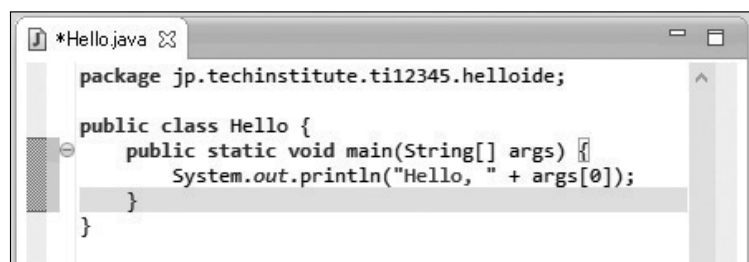 *Hello.java
package jp.techinstitute.ti12345.helloide;
public class Hello {
public static void main(String[] args) {
System.out.println("Hello, " + args[0]);
}
}